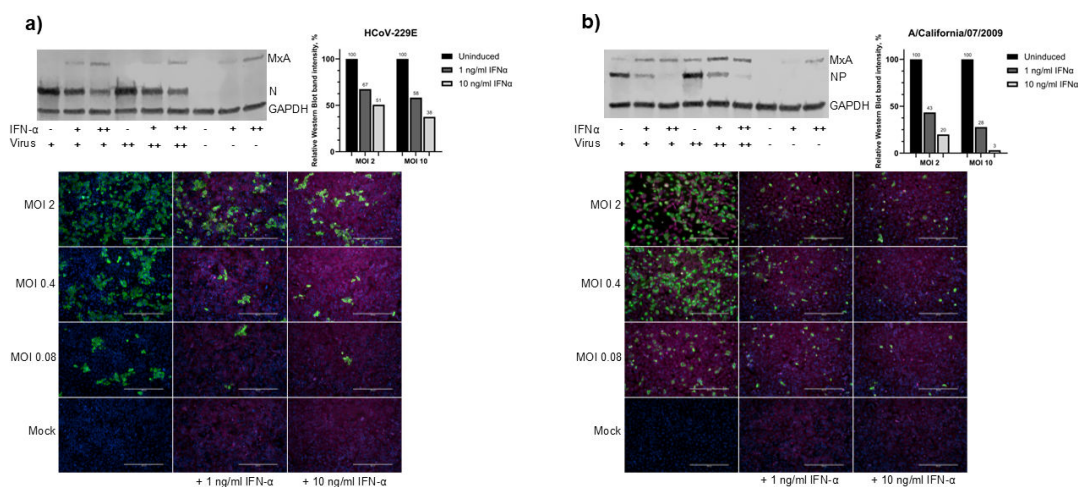 a)
HCoV-229E
MxA
N
GAPDH
IFN-α - + ++ - + ++ - + ++
Virus + + + ++ ++ ++
Relative Western Blot band intensity, %
100 67 51 100 58 38
MOI 2 MOI 10
Uninduced
1 ng/ml IFNα
10 ng/ml IFNα
MOI 2
MOI 0.4
MOI 0.08
Mock
+ 1 ng/ml IFN-α + 10 ng/ml IFN-α
b)
A/California/07/2009
MxA
NP
GAPDH
IFNα - + ++ - + ++ - + ++
Virus + + + ++ ++ ++
Relative Western Blot band intensity, %
100 43 20 100 28 3
MOI 2 MOI 10
Uninduced
1 ng/ml IFNα
10 ng/ml IFNα
MOI 2
MOI 0.4
MOI 0.08
Mock
+ 1 ng/ml IFN-α + 10 ng/ml IFN-α